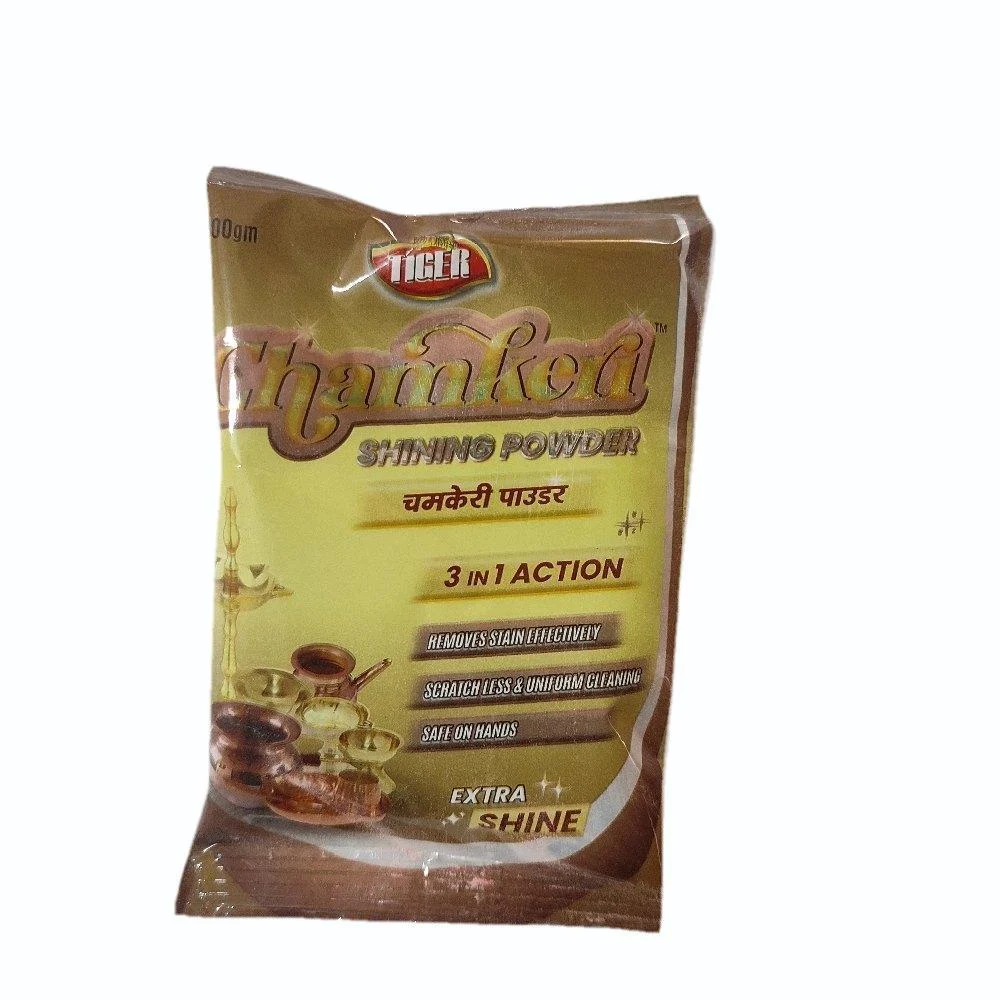 00gm
TIGER
Chamkeri™
SHINING POWDER
चमकेरी पाउडर
3 IN 1 ACTION
REMOVES STAIN EFFECTIVELY
SCRATCH LESS & UNIFORM CLEANING
SAFE ON HANDS
EXTRA
SHINE